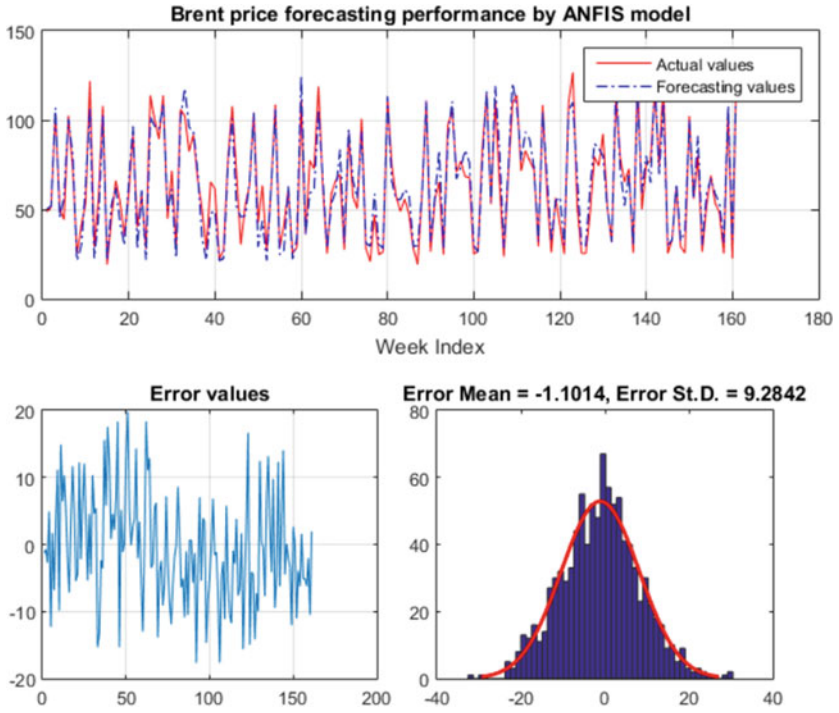 Brent price forecasting performance by ANFIS model
150
100
50
0
Actual values
Forecasting values
0 20 40 60 80 100 120 140 160 180
Week Index
Error values
20
10
0
-10
-20
0 50 100 150 200
Error Mean = -1.1014, Error St.D. = 9.2842
80
60
40
20
0
-40 -20 0 20 40